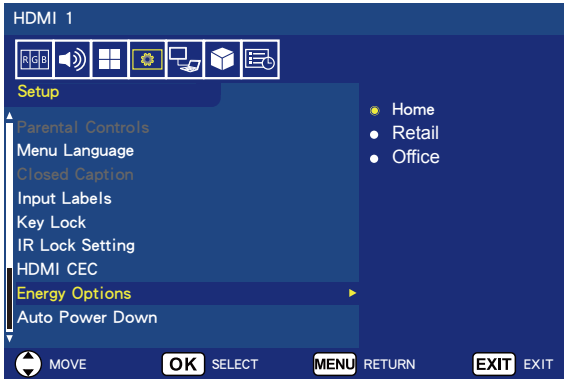 HDMI 1
RGB
Setup
Parental Controls
Menu Language
Closed Caption
Input Labels
Key Lock
IR Lock Setting
HDMI CEC
Energy Options
Auto Power Down
Home
Retail
Office
MOVE OK SELECT MENU RETURN EXIT EXIT